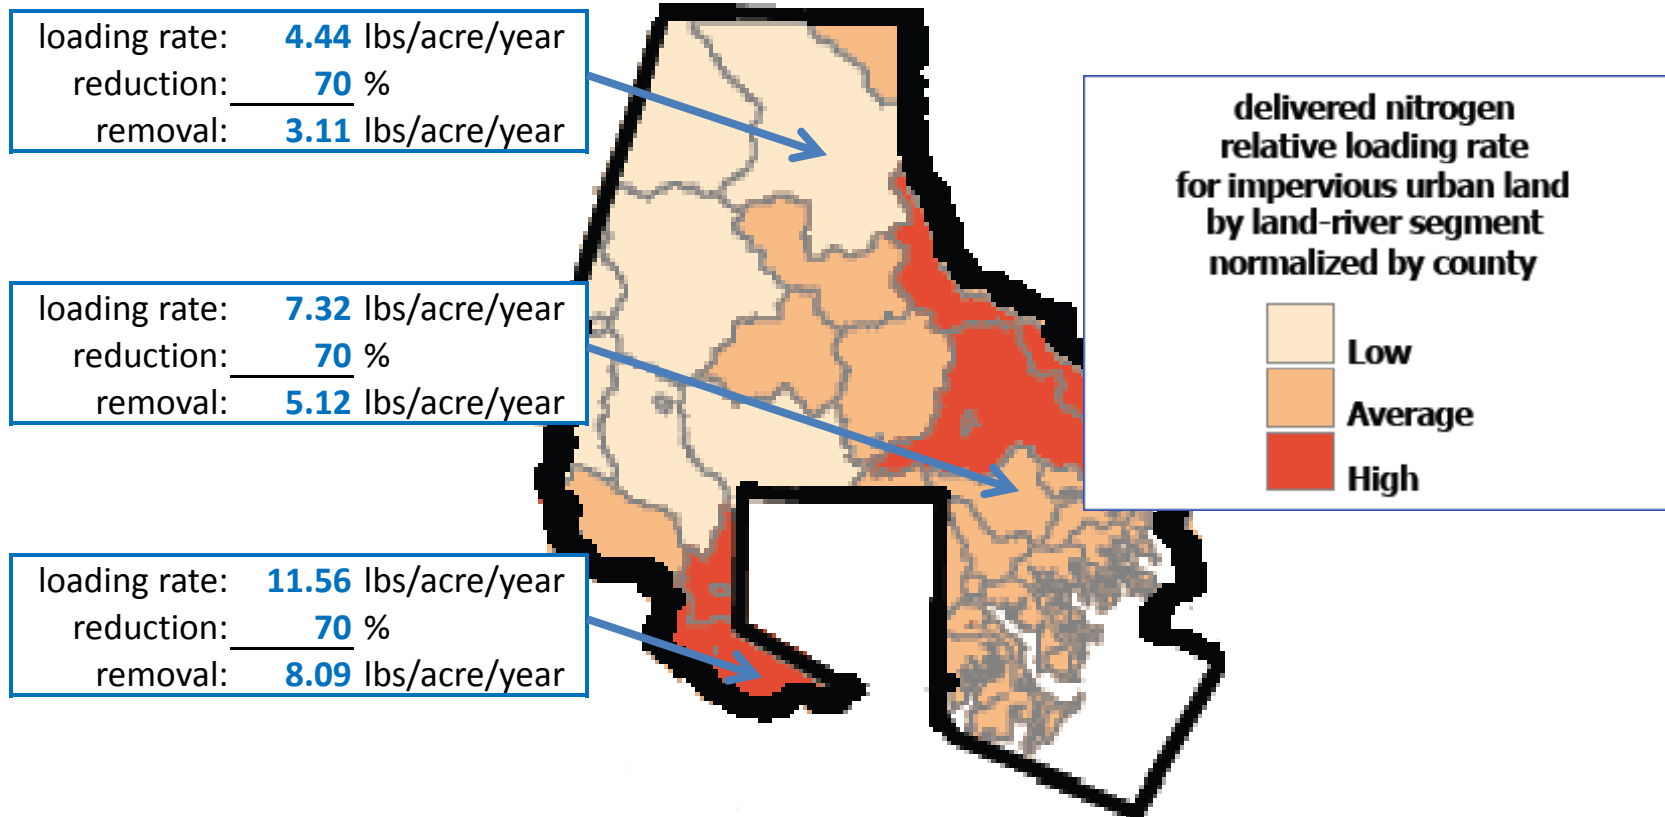 loading rate: 4.44 lbs/acre/year
reduction: 70 %
removal: 3.11 lbs/acre/year
loading rate: 7.32 lbs/acre/year
reduction: 70 %
removal: 5.12 lbs/acre/year
loading rate: 11.56 lbs/acre/year
reduction: 70 %
removal: 8.09 lbs/acre/year
delivered nitrogen
relative loading rate
for impervious urban land
by land-river segment
normalized by county
Low
Average
High